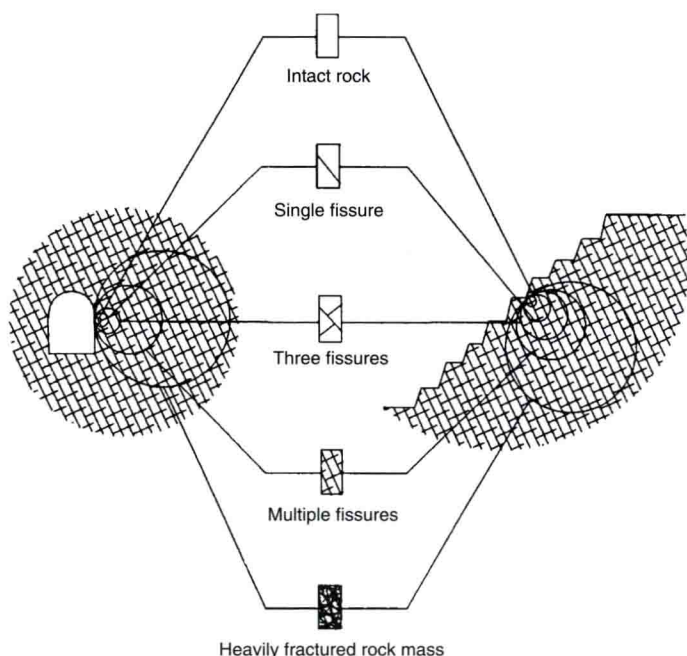 Intact rock
Single fissure
Three fissures
Multiple fissures
Heavily fractured rock mass